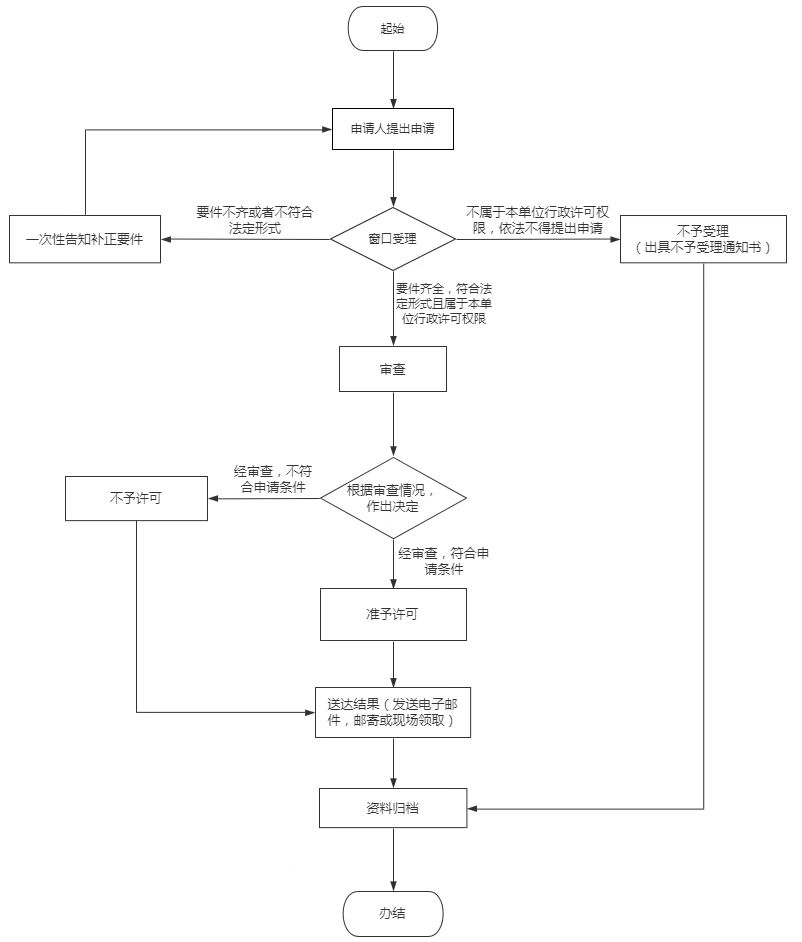 起始
申请人提出申请
要件不齐或者不符合
法定形式
不属于本单位行政许可权
限，依法不得提出申请
一次性告知补正要件
窗口受理
不予受理
（出具不予受理通知书）
要件齐全，符合法
定形式且属于本单
位行政许可权限
审查
经审查，不符
合申请条件
不予许可
根据审查情况，
作出决定
经审查，符合申
请条件
准予许可
送达结果（发送电子邮
件，邮寄或现场领取）
资料归档
办结